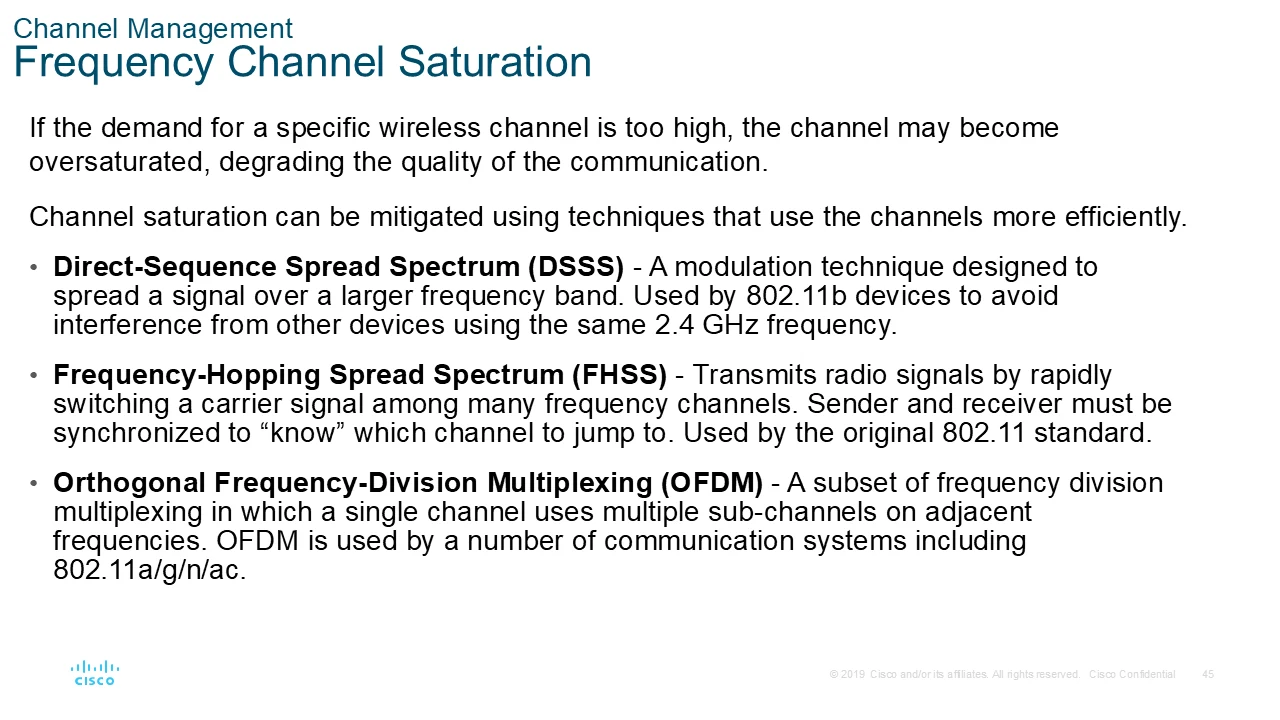 Channel Management
Frequency Channel Saturation
If the demand for a specific wireless channel is too high, the channel may become
oversaturated, degrading the quality of the communication.
Channel saturation can be mitigated using techniques that use the channels more efficiently.
• Direct-Sequence Spread Spectrum (DSSS) - A modulation technique designed to
spread a signal over a larger frequency band. Used by 802.11b devices to avoid
interference from other devices using the same 2.4 GHz frequency.
• Frequency-Hopping Spread Spectrum (FHSS) - Transmits radio signals by rapidly
switching a carrier signal among many frequency channels. Sender and receiver must be
synchronized to “know” which channel to jump to. Used by the original 802.11 standard.
• Orthogonal Frequency-Division Multiplexing (OFDM) - A subset of frequency division
multiplexing in which a single channel uses multiple sub-channels on adjacent
frequencies. OFDM is used by a number of communication systems including
802.11a/g/n/ac.
CISCO
© 2019 Cisco and/or its affiliates. All rights reserved. Cisco Confidential 45